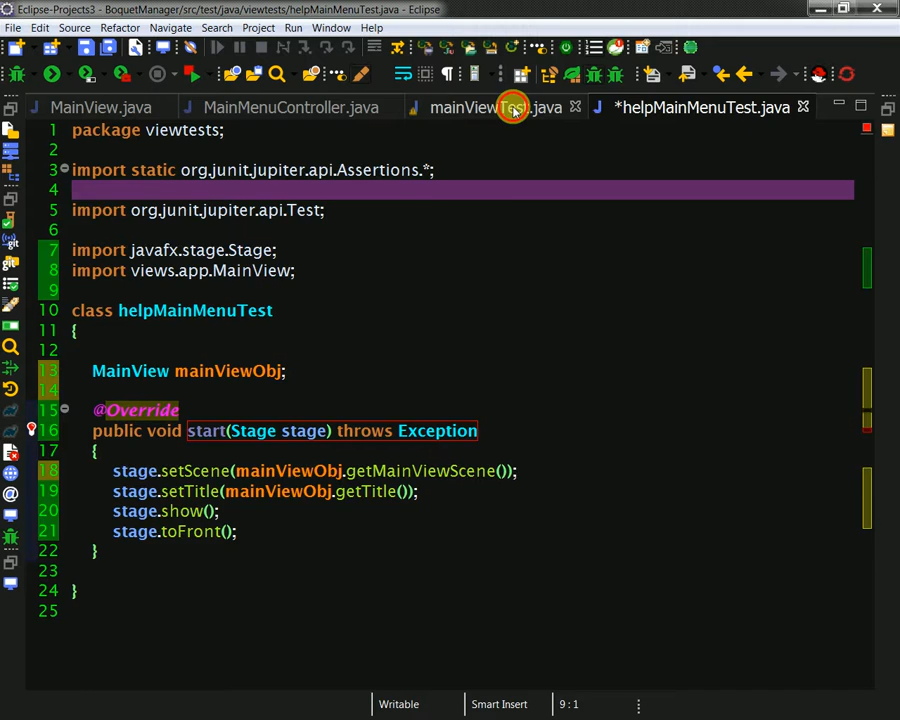 Eclipse-Projects3 - BoquetManager/src/test/java/viewtests/helpMainMenuTest.java - Eclipse
File Edit Source Refactor Navigate Search Project Run Window Help
MainView.java MainMenuController.java mainViewTest.java *helpMainMenuTest.java
1 package viewtests;
2
3 import static org.junit.jupiter.api.Assertions.*;
4
5 import org.junit.jupiter.api.Test;
6
7 import javafx.stage.Stage;
8 import views.app.MainView;
9
10 class helpMainMenuTest
11 {
12
13 MainView mainViewObj;
14
15 @Override
16 public void start(Stage stage) throws Exception
17 {
18 stage.setScene(mainViewObj.getMainViewScene());
19 stage.setTitle(mainViewObj.getTitle());
20 stage.show();
21 stage.toFront();
22 }
23
24 }
25
Writable Smart Insert 9 : 1